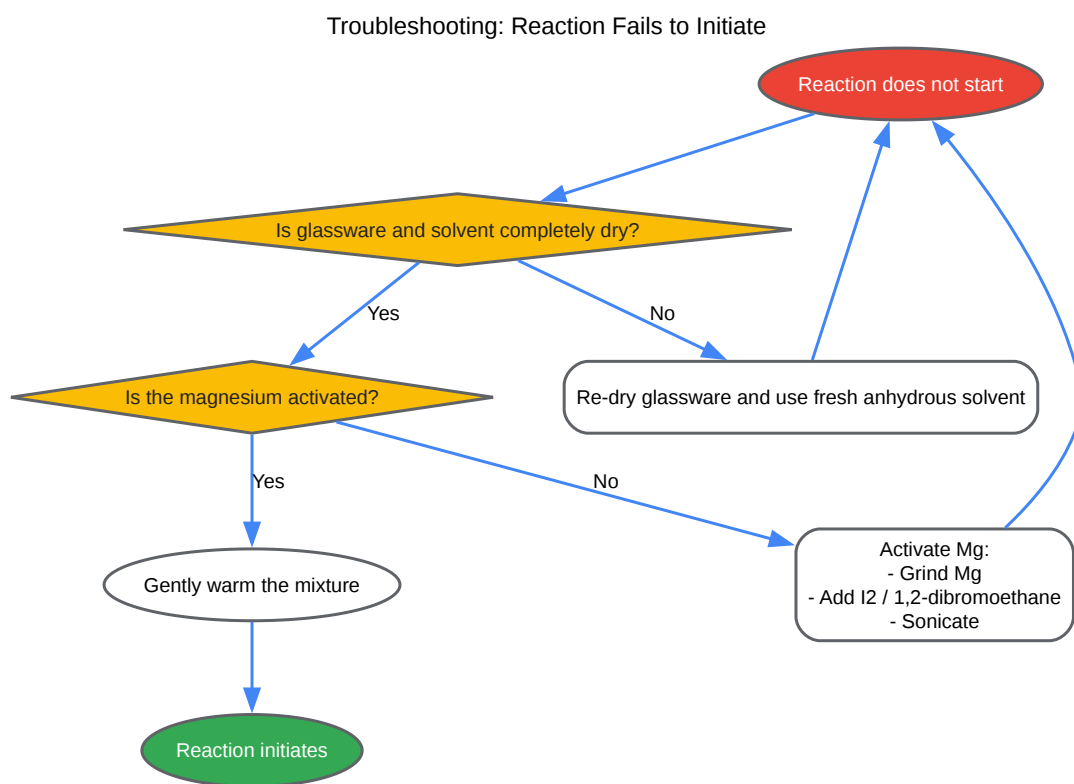 Troubleshooting: Reaction Fails to Initiate
Reaction does not start
Is glassware and solvent completely dry?
Yes
No
Is the magnesium activated?
Re-dry glassware and use fresh anhydrous solvent
Yes
No
Gently warm the mixture
Activate Mg:
- Grind Mg
- Add I2 / 1,2-dibromoethane
- Sonicate
Reaction initiates